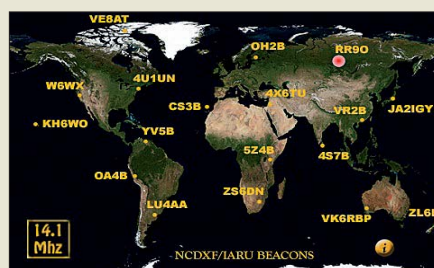 VE8AT
OH2B
RR9O
W6WX
4U1UN
4X6TU
CS3B
VR2B
JA2IGY
KH6WO
YV5B
5Z4B
4S7B
OA4B
ZS6DN
LU4AA
VK6RBP
ZL6
14.1
Mhz
NCDXF/IARU BEACONS
i